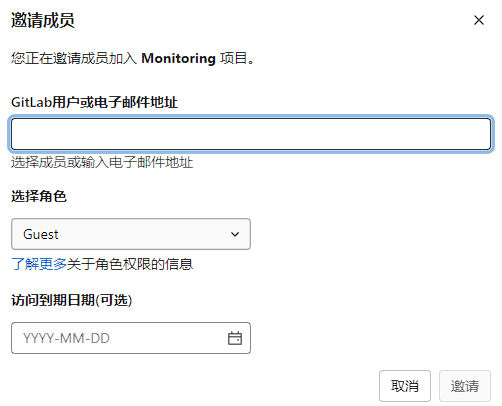 邀请成员
您正在邀请成员加入 Monitoring 项目。
GitLab用户或电子邮件地址
选择成员或输入电子邮件地址
选择角色
Guest
了解更多关于角色权限的信息
访问到期日期(可选)
YYYY-MM-DD
取消 邀请